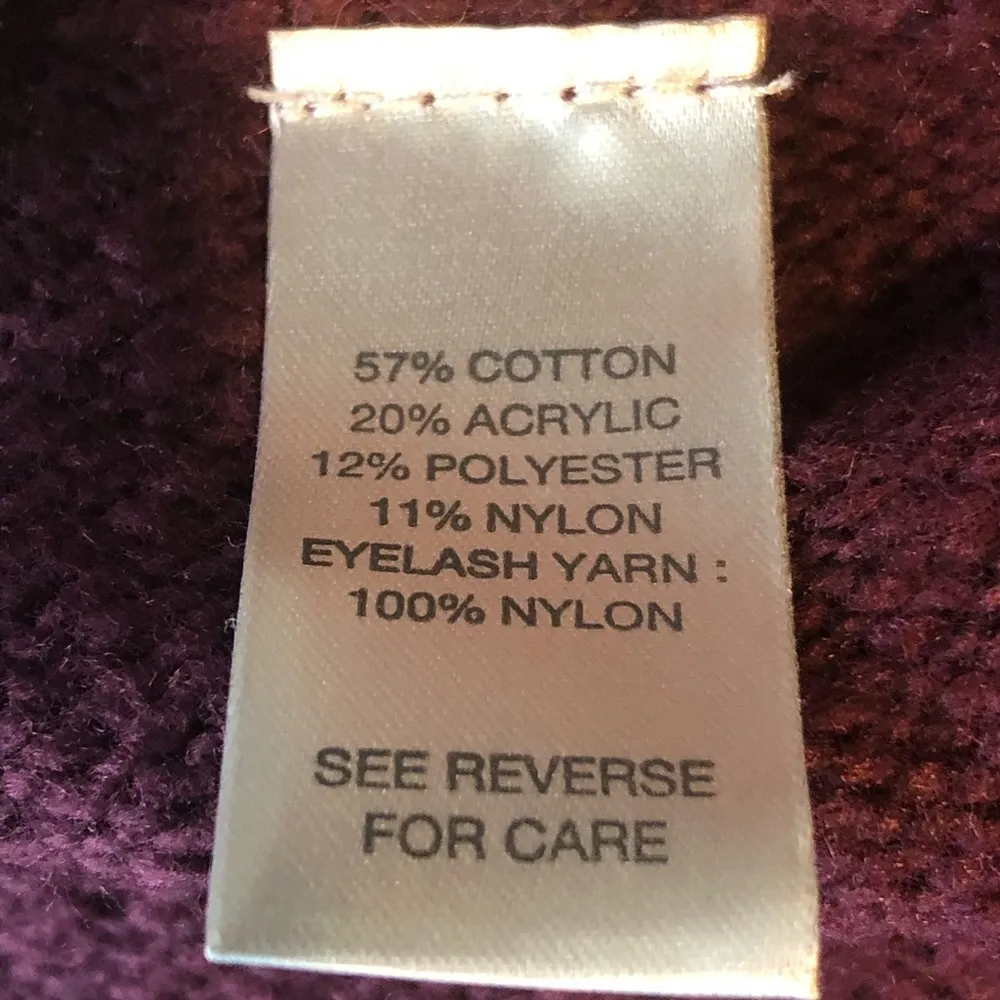 57% COTTON
20% ACRYLIC
12% POLYESTER
11% NYLON
EYELASH YARN :
100% NYLON
SEE REVERSE
FOR CARE